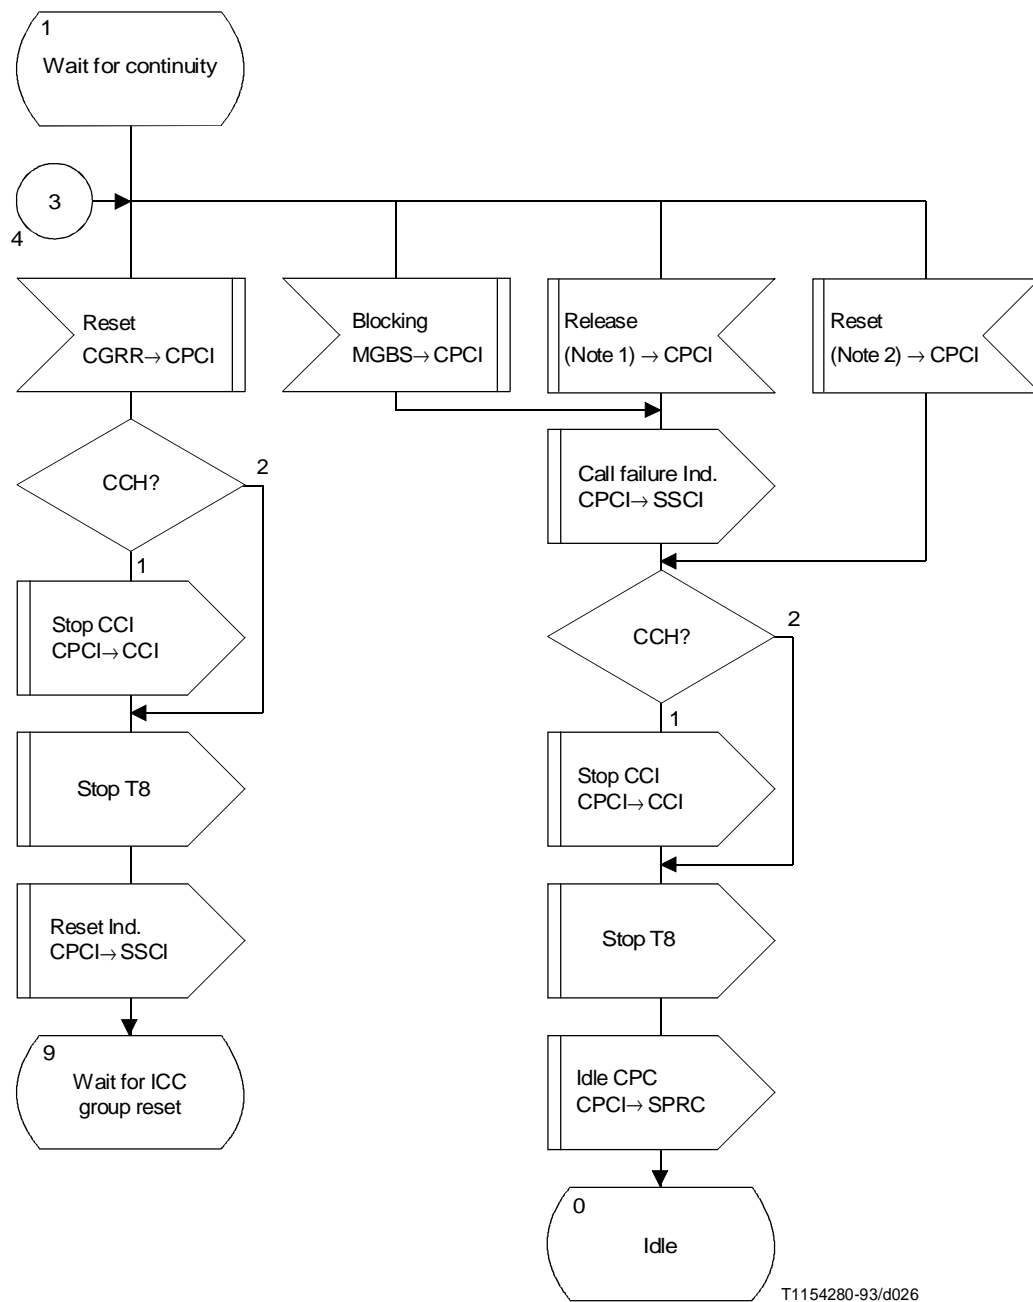 1
Wait for continuity
3
4
Reset
CGRR→ CPCI
Blocking
MGBS→ CPCI
Release
(Note 1) → CPCI
Reset
(Note 2) → CPCI
CCH?
2
1
Stop CCI
CPCI→ CCI
Stop T8
Reset Ind.
CPCI→ SSCI
9
Wait for ICC
group reset
Call failure Ind.
CPCI→ SSCI
CCH?
2
1
Stop CCI
CPCI→ CCI
Stop T8
Idle CPC
CPCI→ SPRC
0
Idle
T1154280-93/d026